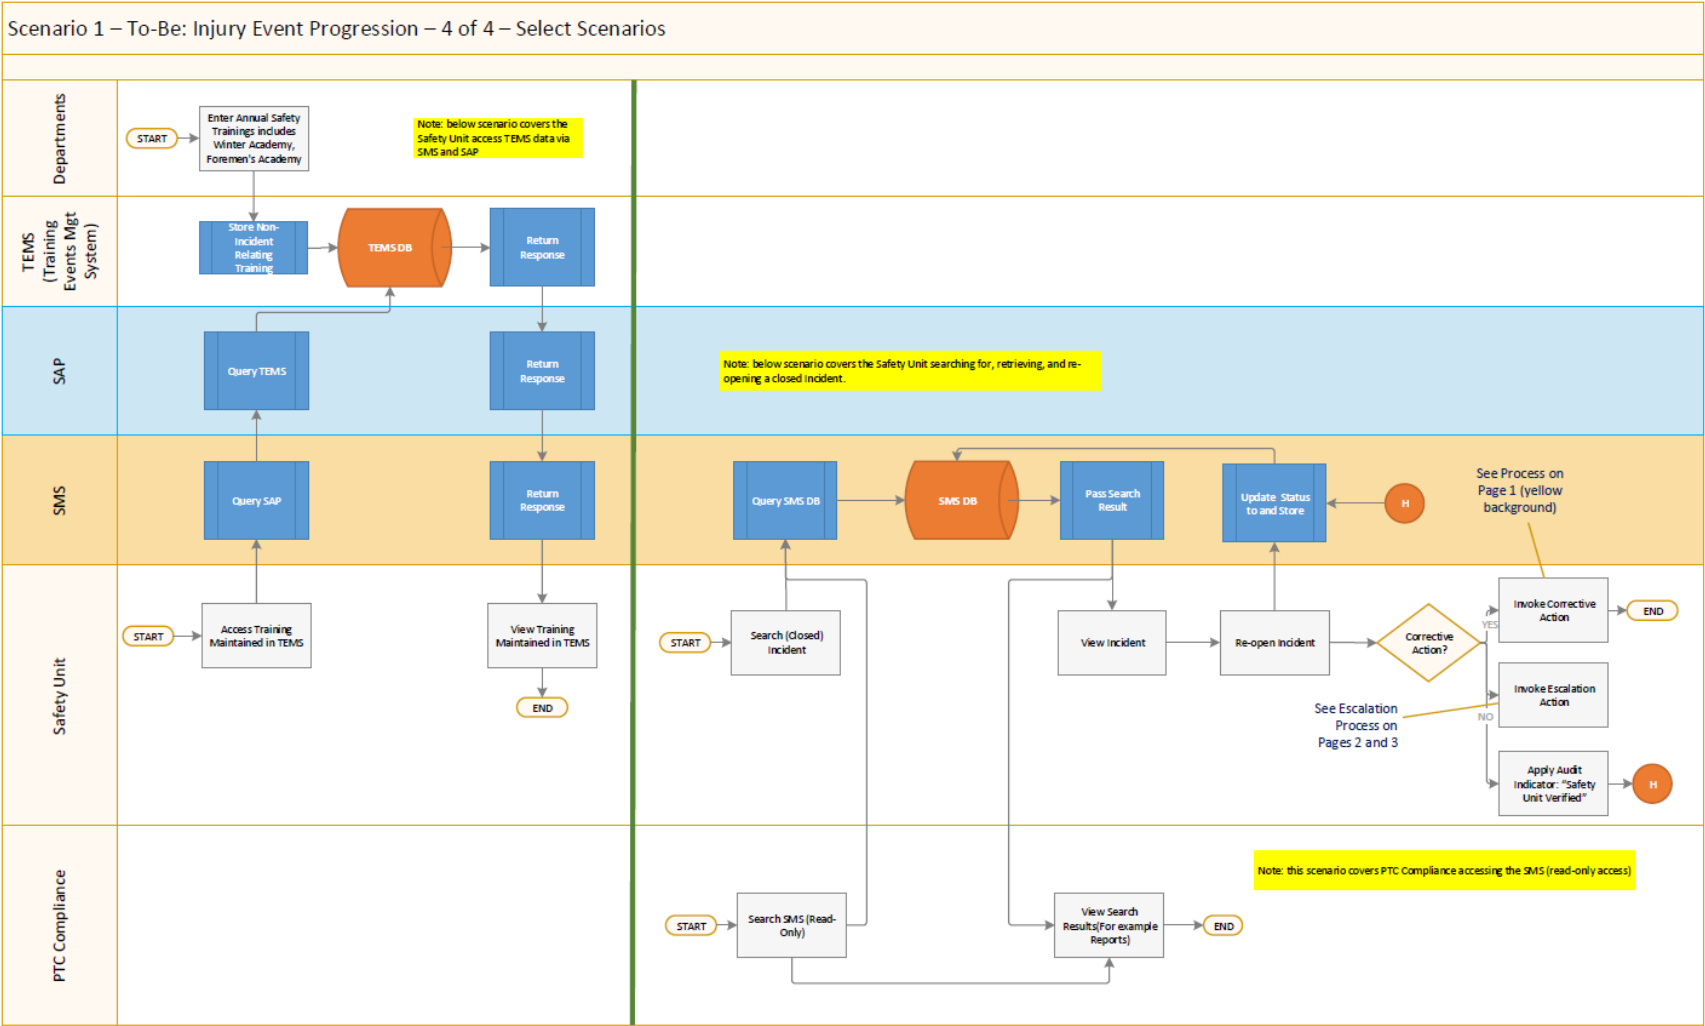 Scenario 1 – To-Be: Injury Event Progression – 4 of 4 – Select Scenarios
Departments
START
Enter Annual Safety
Trainings includes
Winter Academy,
Foremen's Academy
Note: below scenario covers the
Safety Unit access TEMS data via
SMS and SAP
TEMS
(Training
Events Mgt
System)
Store Non-
Incident
Relating
Training
TEMS DB
Return
Response
SAP
Query TEMS
Return
Response
Note: below scenario covers the Safety Unit searching for, retrieving, and re-
opening a closed Incident.
SMS
Query SAP
Return
Response
Query SMS DB
SMS DB
Pass Search
Result
Update Status
to and Store
H
See Process on
Page 1 (yellow
background)
Safety Unit
START
Access Training
Maintained in TEMS
View Training
Maintained in TEMS
END
START
Search (Closed)
Incident
View Incident
Re-open Incident
Corrective
Action?
YES
Invoke Corrective
Action
END
Invoke Escalation
Action
See Escalation
Process on
Pages 2 and 3
NO
Apply Audit
Indicator: “Safety
Unit Verified”
H
PTC Compliance
Note: this scenario covers PTC Compliance accessing the SMS (read-only access)
START
Search SMS (Read-
Only)
View Search
Results(For example
Reports)
END